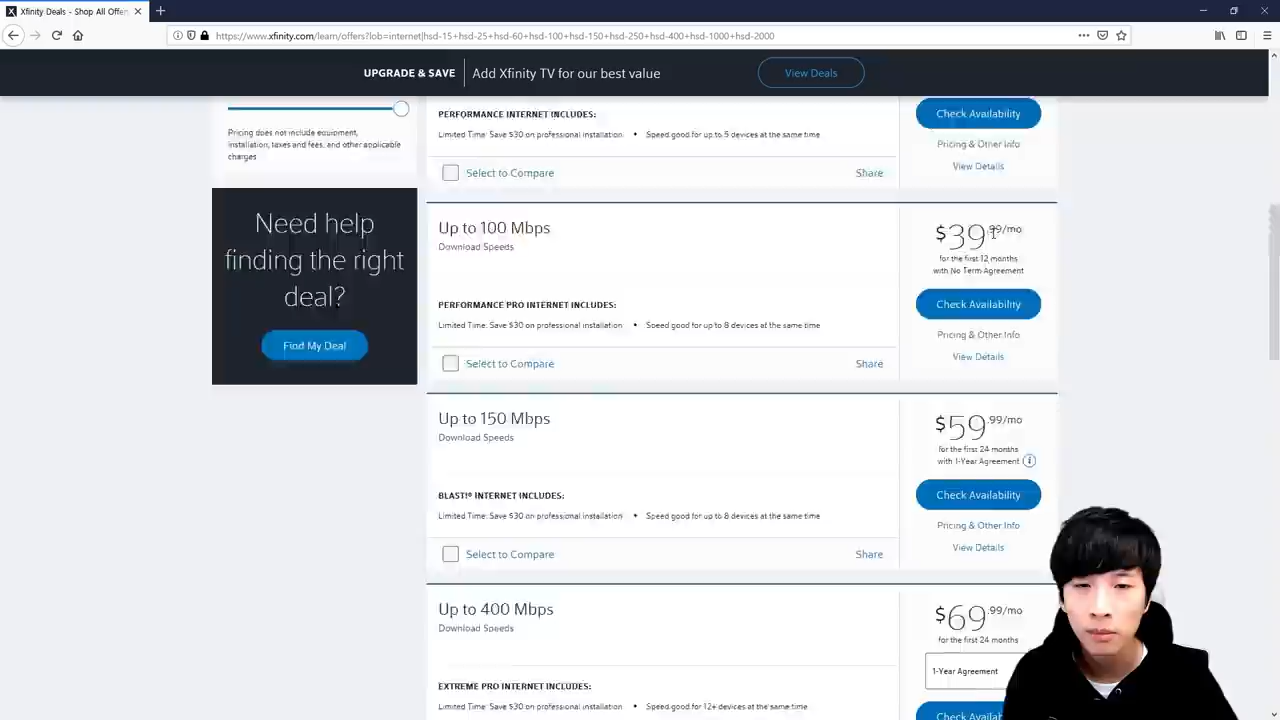 Xfinity Deals - Shop All Offers
https://www.xfinity.com/learn/offers?lob=internet|hsd-15+hsd-25+hsd-60+hsd-100+hsd-150+hsd-250+hsd-400+hsd-1000+hsd-2000
UPGRADE & SAVE
Add Xfinity TV for our best value
View Deals
Pricing does not include equipment,
installation, taxes and fees, and other applicable
charges
Need help
finding the right
deal?
Find My Deal
PERFORMANCE INTERNET INCLUDES:
Limited Time: Save $30 on professional installation • Speed good for up to 5 devices at the same time
Select to Compare
Share
Check Availability
Pricing & Other Info
View Details
Up to 100 Mbps
Download Speeds
PERFORMANCE PRO INTERNET INCLUDES:
Limited Time: Save $30 on professional installation • Speed good for up to 8 devices at the same time
Select to Compare
Share
$39.99/mo
for the first 12 months
with No Term Agreement
Check Availability
Pricing & Other Info
View Details
Up to 150 Mbps
Download Speeds
BLAST!® INTERNET INCLUDES:
Limited Time: Save $30 on professional installation • Speed good for up to 8 devices at the same time
Select to Compare
Share
$59.99/mo
for the first 24 months
with 1-Year Agreement
Check Availability
Pricing & Other Info
View Details
Up to 400 Mbps
Download Speeds
EXTREME PRO INTERNET INCLUDES:
Limited Time: Save $30 on professional installation • Speed good for 12+ devices at the same time
$69.99/mo
for the first 24 months
1-Year Agreement
Check Availa